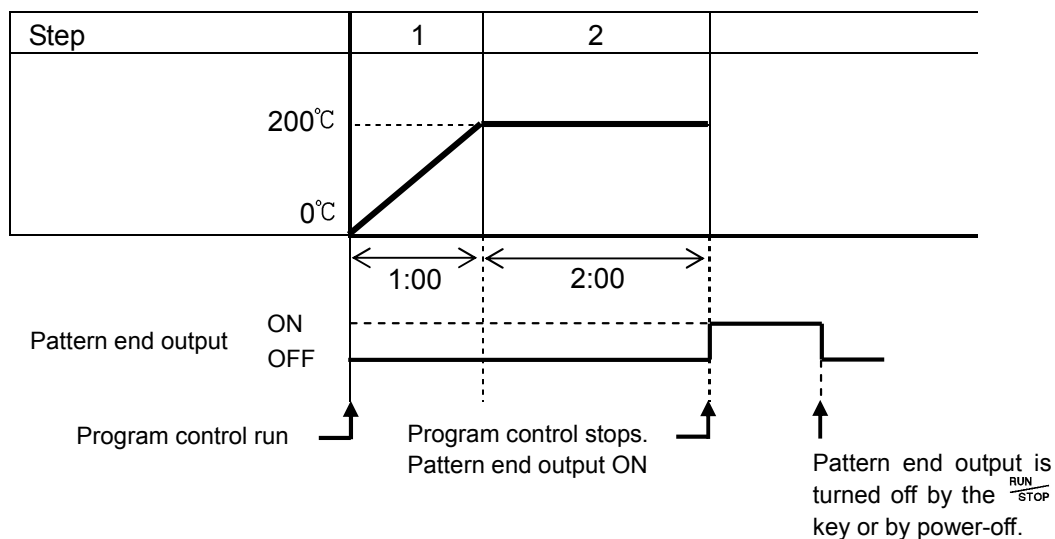 Step 1 2
200℃
0℃
1:00 2:00
Pattern end output ON
OFF
Program control run
Program control stops.
Pattern end output ON
Pattern end output is
turned off by the RUN/STOP
key or by power-off.